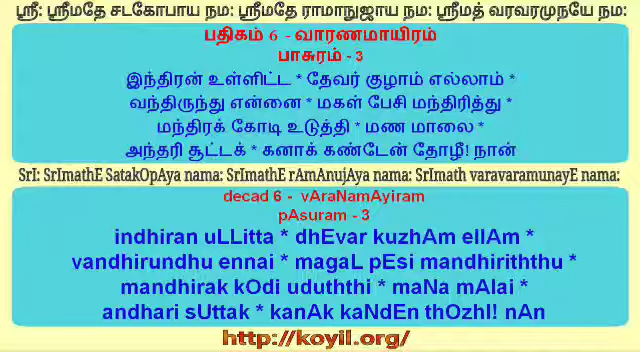 ஸ்ரீ: ஸ்ரீமதே சடகோபாய நம: ஸ்ரீமதே ராமாநுஜாய நம: ஸ்ரீமத் வரவரமுநயே நம:
பதிகம் 6 - வாரணமாயிரம்
பாசுரம் - 3
இந்திரன் உள்ளிட்ட * தேவர் குழாம் எல்லாம் *
வந்திருந்து என்னை * மகள் பேசி மந்திரித்து *
மந்திரக் கோடி உடுத்தி * மண மாலை *
அந்தரி சூட்டக் * கனாக் கண்டேன் தோழீ! நான்
SrI: SrImathE SatakOpAya nama: SrImathE rAmAnujAya nama: SrImath varavaramunayE nama:
decad 6 - vAraNamAyiram
pAsuram - 3
indhiran uLLitta * dhEvar kuzhAm ellAm *
vandhirundhu ennai * magaL pEsi mandhiriththu *
mandhirak kOdi uduththi * maNa mAlai *
andhari sUttak * kanAk kaNdEn thOzhI! nAn
http://koyil.org/